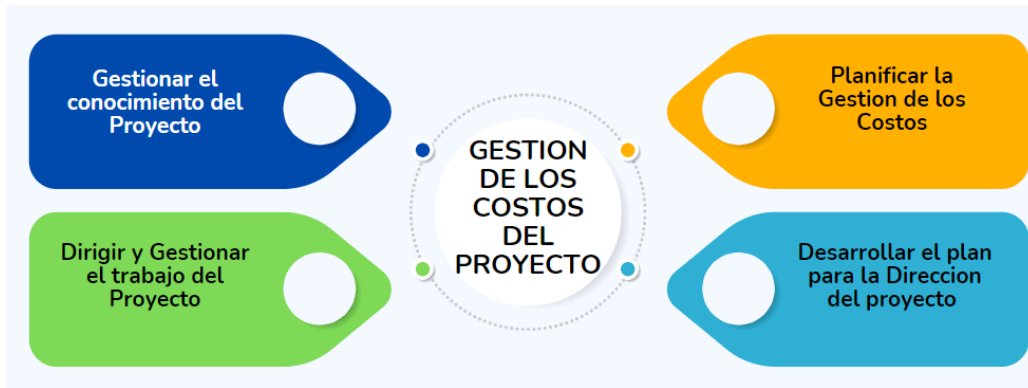 Gestionar el
conocimiento del
Proyecto
Dirigir y Gestionar
el trabajo del
Proyecto
GESTION
DE LOS
COSTOS
DEL
PROYECTO
Planificar la
Gestion de los
Costos
Desarrollar el plan
para la Direccion
del proyecto